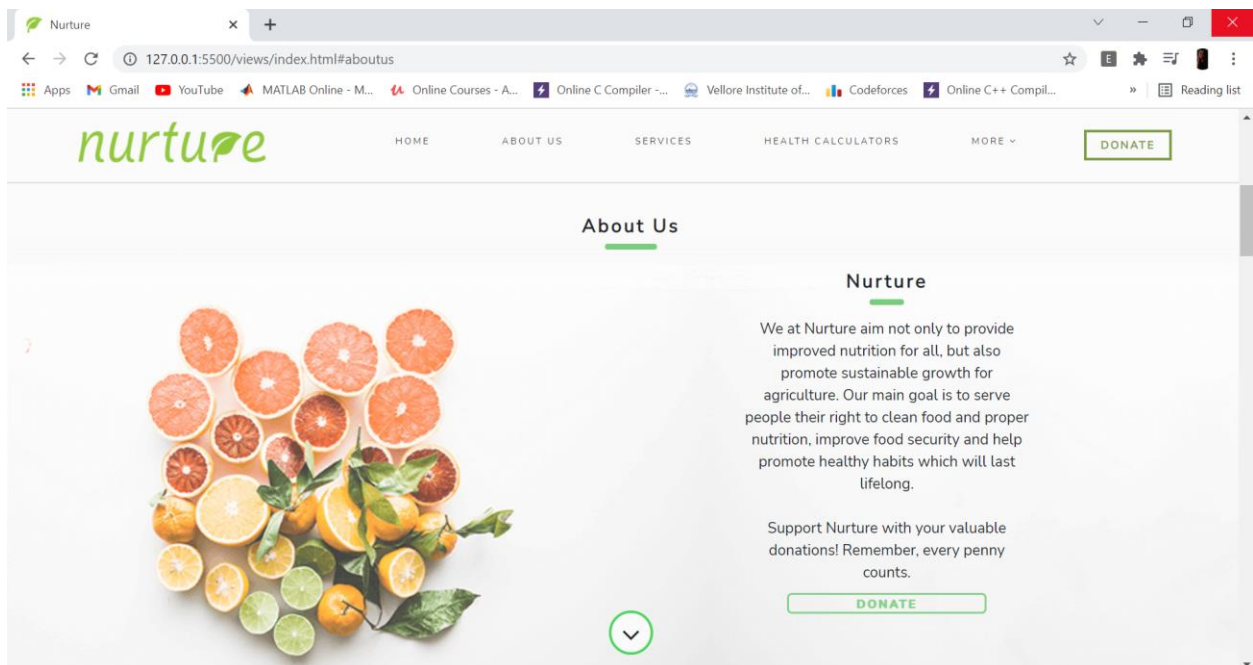 Nurture
127.0.0.1:5500/views/index.html#aboutus
E
Apps Gmail YouTube MATLAB Online - M... Online Courses - A... Online C Compiler -... Vellore Institute of... Codeforces Online C++ Compil... » Reading list
nurture HOME ABOUT US SERVICES HEALTH CALCULATORS MORE DONATE
About Us
Nurture
We at Nurture aim not only to provide
improved nutrition for all, but also
promote sustainable growth for
agriculture. Our main goal is to serve
people their right to clean food and proper
nutrition, improve food security and help
promote healthy habits which will last
lifelong.
Support Nurture with your valuable
donations! Remember, every penny
counts.
DONATE